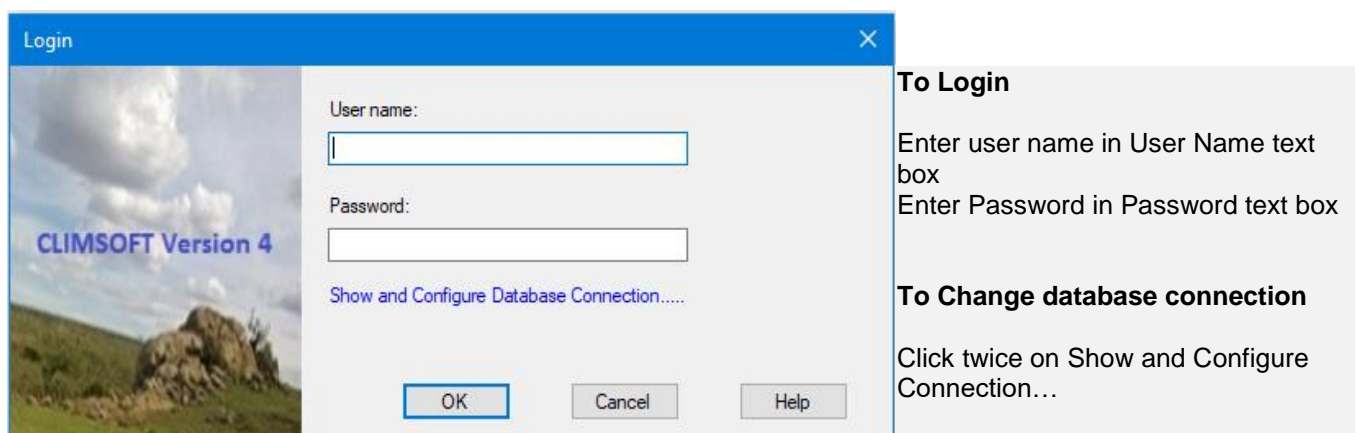 Login
User name:
Password:
CLIMSOFT Version 4
Show and Configure Database Connection.....
OK
Cancel
Help
To Login
Enter user name in User Name text
box
Enter Password in Password text box
To Change database connection
Click twice on Show and Configure
Connection…